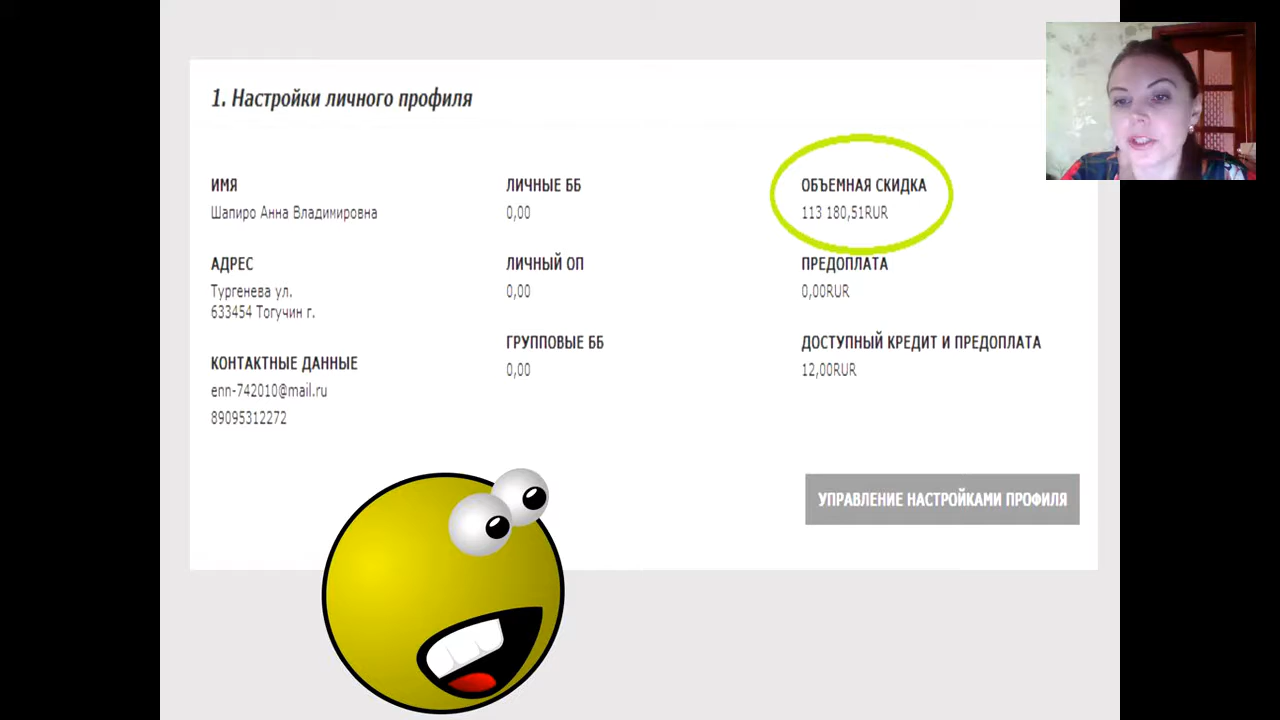 1. Настройки личного профиля
ИМЯ
Шапиро Анна Владимировна
АДРЕС
Тургенева ул.
633454 Тогучин г.
КОНТАКТНЫЕ ДАННЫЕ
enn-742010@mail.ru
89095312272
ЛИЧНЫЕ ББ
0,00
ЛИЧНЫЙ ОП
0,00
ГРУППОВЫЕ ББ
0,00
ОБЪЕМНАЯ СКИДКА
113 180,51RUR
ПРЕДОПЛАТА
0,00RUR
ДОСТУПНЫЙ КРЕДИТ И ПРЕДОПЛАТА
12,00RUR
УПРАВЛЕНИЕ НАСТРОЙКАМИ ПРОФИЛЯ